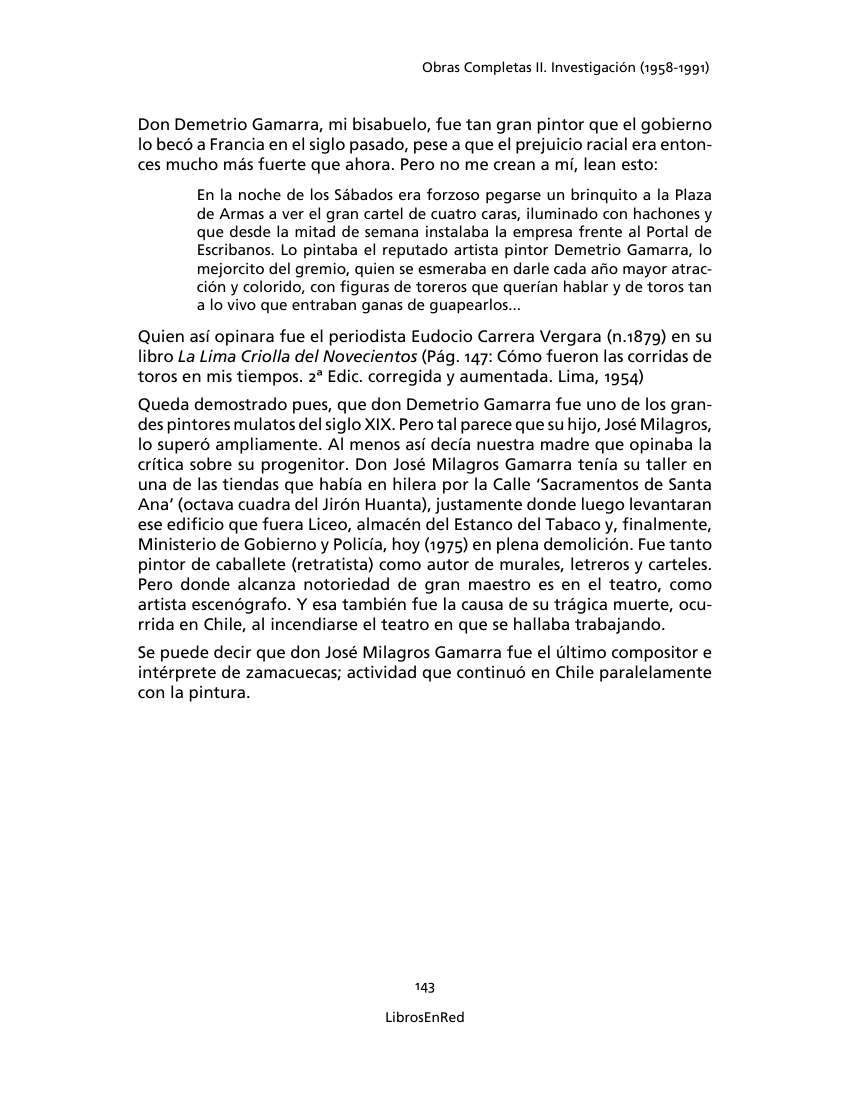 Obras Completas II. Investigación (1958-1991)
Don Demetrio Gamarra, mi bisabuelo, fue tan gran pintor que el gobierno
lo becó a Francia en el siglo pasado, pese a que el prejuicio racial era enton-
ces mucho más fuerte que ahora. Pero no me crean a mí, lean esto:
En la noche de los Sábados era forzoso pegarse un brinquito a la Plaza
de Armas a ver el gran cartel de cuatro caras, iluminado con hachones y
que desde la mitad de semana instalaba la empresa frente al Portal de
Escribanos. Lo pintaba el reputado artista pintor Demetrio Gamarra, lo
mejorcito del gremio, quien se esmeraba en darle cada año mayor atrac-
ción y colorido, con figuras de toreros que querían hablar y de toros tan
a lo vivo que entraban ganas de guapearlos...
Quien así opinara fue el periodista Eudocio Carrera Vergara (n.1879) en su
libro La Lima Criolla del Novecientos (Pág. 147: Cómo fueron las corridas de
toros en mis tiempos. 2ª Edic. corregida y aumentada. Lima, 1954)
Queda demostrado pues, que don Demetrio Gamarra fue uno de los gran-
des pintores mulatos del siglo XIX. Pero tal parece que su hijo, José Milagros,
lo superó ampliamente. Al menos así decía nuestra madre que opinaba la
crítica sobre su progenitor. Don José Milagros Gamarra tenía su taller en
una de las tiendas que había en hilera por la Calle ‘Sacramentos de Santa
Ana’ (octava cuadra del Jirón Huanta), justamente donde luego levantaran
ese edificio que fuera Liceo, almacén del Estanco del Tabaco y, finalmente,
Ministerio de Gobierno y Policía, hoy (1975) en plena demolición. Fue tanto
pintor de caballete (retratista) como autor de murales, letreros y carteles.
Pero donde alcanza notoriedad de gran maestro es en el teatro, como
artista escenógrafo. Y esa también fue la causa de su trágica muerte, ocu-
rrida en Chile, al incendiarse el teatro en que se hallaba trabajando.
Se puede decir que don José Milagros Gamarra fue el último compositor e
intérprete de zamacuecas; actividad que continuó en Chile paralelamente
con la pintura.
143
LibrosEnRed